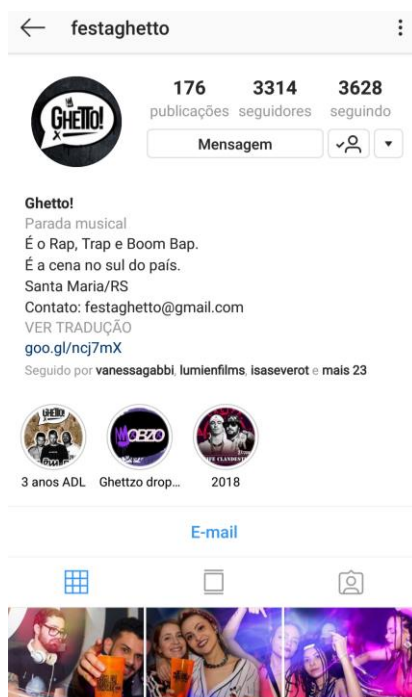 festaghetto
GHETTO!
176 3314 3628
publicações seguidores seguindo
Mensagem
Ghetto!
Parada musical
É o Rap, Trap e Boom Bap.
É a cena no sul do país.
Santa Maria/RS
Contato: festaghetto@gmail.com
VER TRADUÇÃO
goo.gl/ncj7mX
Seguido por vanessagabbi, lumienfilms, isaseverot e mais 23
GHETTO!
OBZO
3 anos ADL Ghettzo drop... 2018
E-mail